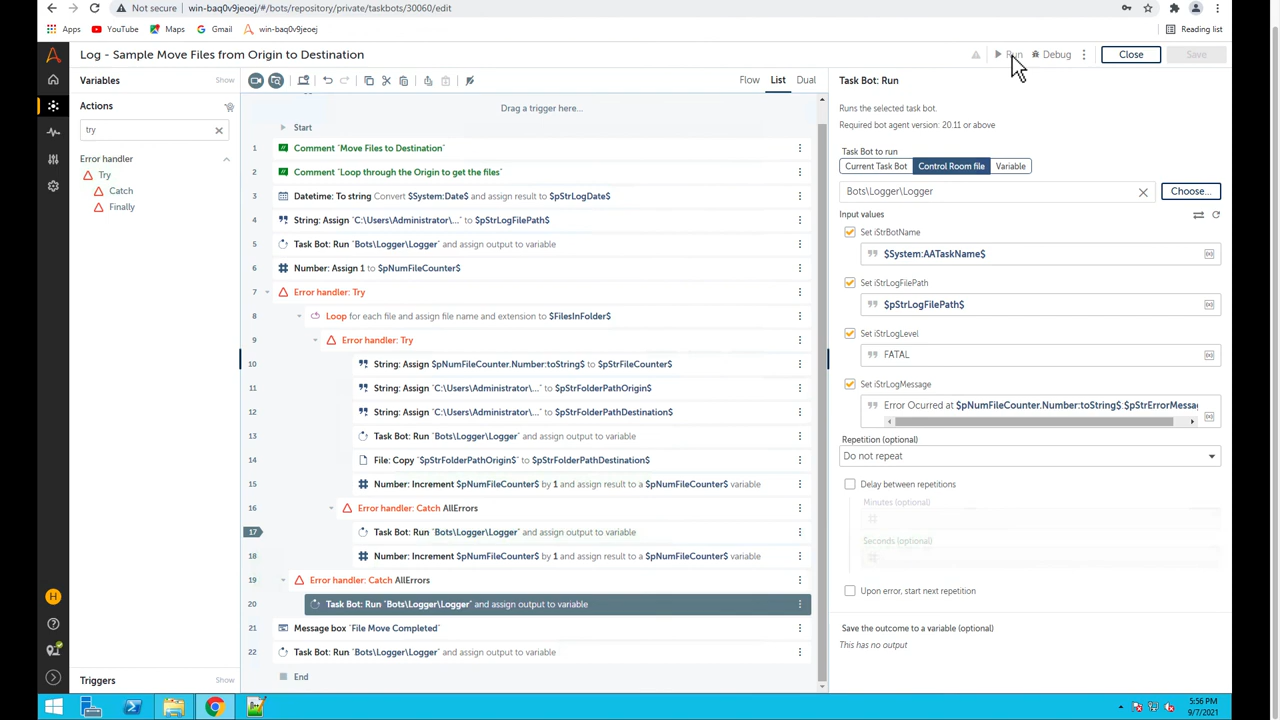 Not secure | win-baq0v9jeoej/#/bots/repository/private/taskbots/30060/edit
Apps YouTube Maps Gmail win-baq0v9jeoej Reading list
Log - Sample Move Files from Origin to Destination Run Debug Close Save
Variables Show
Flow List Dual
Task Bot: Run
Actions
try
Error handler
Try
Catch
Finally
Triggers Show
Drag a trigger here...
Start
1 Comment "Move Files to Destination"
2 Comment "Loop through the Origin to get the files"
3 Datetime: To string Convert $System:Date$ and assign result to $pStrLogDate$
4 String: Assign "C:\Users\Administrator\..." to $pStrLogFilePath$
5 Task Bot: Run "Bots\Logger\Logger" and assign output to variable
6 Number: Assign 1 to $pNumFileCounter$
7 Error handler: Try
8 Loop for each file and assign file name and extension to $FilesInFolder$
9 Error handler: Try
10 String: Assign $pNumFileCounter.Number:toString$ to $pStrFileCounter$
11 String: Assign "C:\Users\Administrator\..." to $pStrFolderPathOrigin$
12 String: Assign "C:\Users\Administrator\..." to $pStrFolderPathDestination$
13 Task Bot: Run "Bots\Logger\Logger" and assign output to variable
14 File: Copy "$pStrFolderPathOrigin$" to $pStrFolderPathDestination$
15 Number: Increment $pNumFileCounter$ by 1 and assign result to a $pNumFileCounter$ variable
16 Error handler: Catch AllErrors
17 Task Bot: Run "Bots\Logger\Logger" and assign output to variable
18 Number: Increment $pNumFileCounter$ by 1 and assign result to a $pNumFileCounter$ variable
19 Error handler: Catch AllErrors
20 Task Bot: Run "Bots\Logger\Logger" and assign output to variable
21 Message box "File Move Completed"
22 Task Bot: Run "Bots\Logger\Logger" and assign output to variable
End
Runs the selected task bot.
Required bot agent version: 20.11 or above
Task Bot to run
Current Task Bot Control Room file Variable
Bots\Logger\Logger Choose...
Input values
Set iStrBotName
$System:AATaskName$
Set iStrLogFilePath
$pStrLogFilePath$
Set iStrLogLevel
FATAL
Set iStrLogMessage
Error Ocurred at $pNumFileCounter.Number:toString$:$pStrErrorMessag
Repetition (optional)
Do not repeat
Delay between repetitions
Minutes (optional)
Seconds (optional)
Upon error, start next repetition
Save the outcome to a variable (optional)
This has no output
H
5:56 PM
9/7/2021